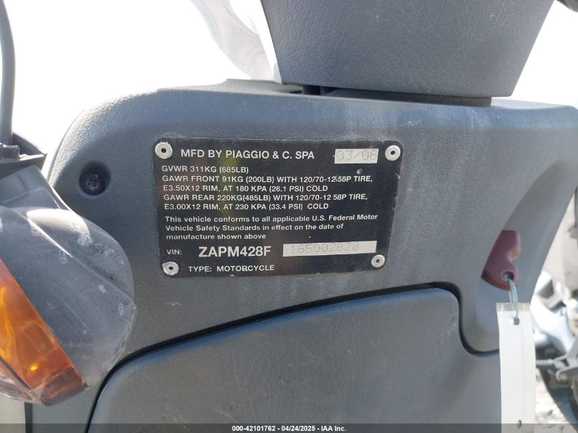 MFD BY PIAGGIO & C. SPA 03/06
GVWR 311KG (685LB)
GAWR FRONT 91KG (200LB) WITH 120/70-12 58P TIRE,
E3.50X12 RIM, AT 180 KPA (26.1 PSI) COLD
GAWR REAR 220KG(485LB) WITH 120/70-12 58P TIRE,
E3.00X12 RIM, AT 230 KPA (33.4 PSI) COLD
This vehicle conforms to all applicable U.S. Federal Motor
Vehicle Safety Standards in effect on the date of
manufacture shown above
VIN: ZAPM428F
TYPE: MOTORCYCLE
000-42101762 - 04/24/2025 - IAA Inc.